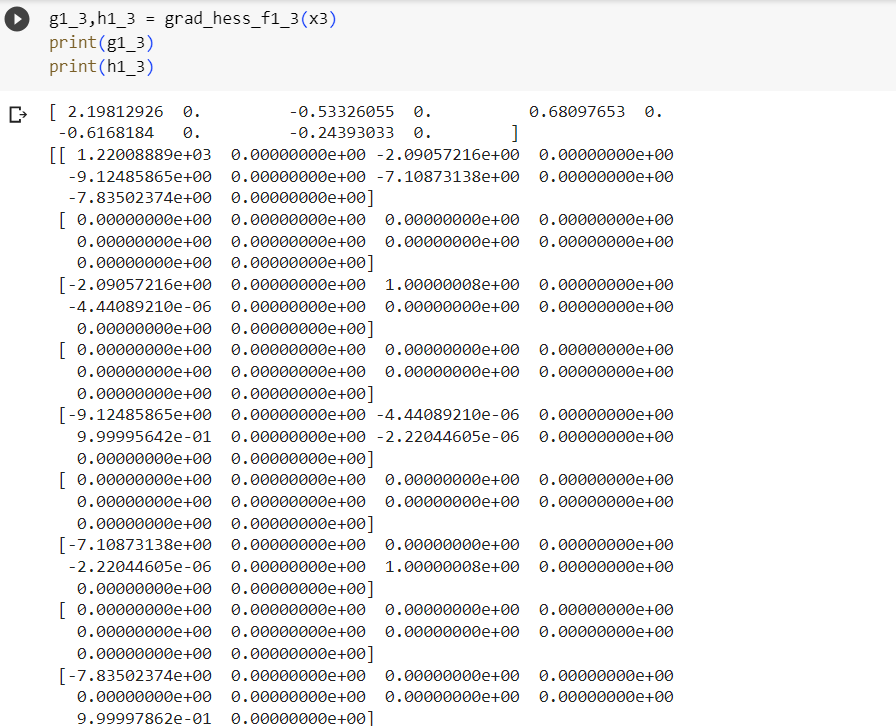 g1_3,h1_3 = grad_hess_f1_3(x3)
print(g1_3)
print(h1_3)
[ 2.19812926  0.         -0.53326055  0.          0.68097653  0.
 -0.6168184   0.         -0.24393033  0.        ]
[[ 1.22008889e+03  0.00000000e+00 -2.09057216e+00  0.00000000e+00
  -9.12485865e+00  0.00000000e+00 -7.10873138e+00  0.00000000e+00
  -7.83502374e+00  0.00000000e+00]
 [ 0.00000000e+00  0.00000000e+00  0.00000000e+00  0.00000000e+00
   0.00000000e+00  0.00000000e+00  0.00000000e+00  0.00000000e+00
   0.00000000e+00  0.00000000e+00]
 [-2.09057216e+00  0.00000000e+00  1.00000008e+00  0.00000000e+00
  -4.44089210e-06  0.00000000e+00  0.00000000e+00  0.00000000e+00
   0.00000000e+00  0.00000000e+00]
 [ 0.00000000e+00  0.00000000e+00  0.00000000e+00  0.00000000e+00
   0.00000000e+00  0.00000000e+00  0.00000000e+00  0.00000000e+00
   0.00000000e+00  0.00000000e+00]
 [-9.12485865e+00  0.00000000e+00 -4.44089210e-06  0.00000000e+00
   9.99995642e-01  0.00000000e+00 -2.22044605e-06  0.00000000e+00
   0.00000000e+00  0.00000000e+00]
 [ 0.00000000e+00  0.00000000e+00  0.00000000e+00  0.00000000e+00
   0.00000000e+00  0.00000000e+00  0.00000000e+00  0.00000000e+00
   0.00000000e+00  0.00000000e+00]
 [-7.10873138e+00  0.00000000e+00  0.00000000e+00  0.00000000e+00
  -2.22044605e-06  0.00000000e+00  1.00000008e+00  0.00000000e+00
   0.00000000e+00  0.00000000e+00]
 [ 0.00000000e+00  0.00000000e+00  0.00000000e+00  0.00000000e+00
   0.00000000e+00  0.00000000e+00  0.00000000e+00  0.00000000e+00
   0.00000000e+00  0.00000000e+00]
 [-7.83502374e+00  0.00000000e+00  0.00000000e+00  0.00000000e+00
   0.00000000e+00  0.00000000e+00  0.00000000e+00  0.00000000e+00
   9.99997862e-01  0.00000000e+00]